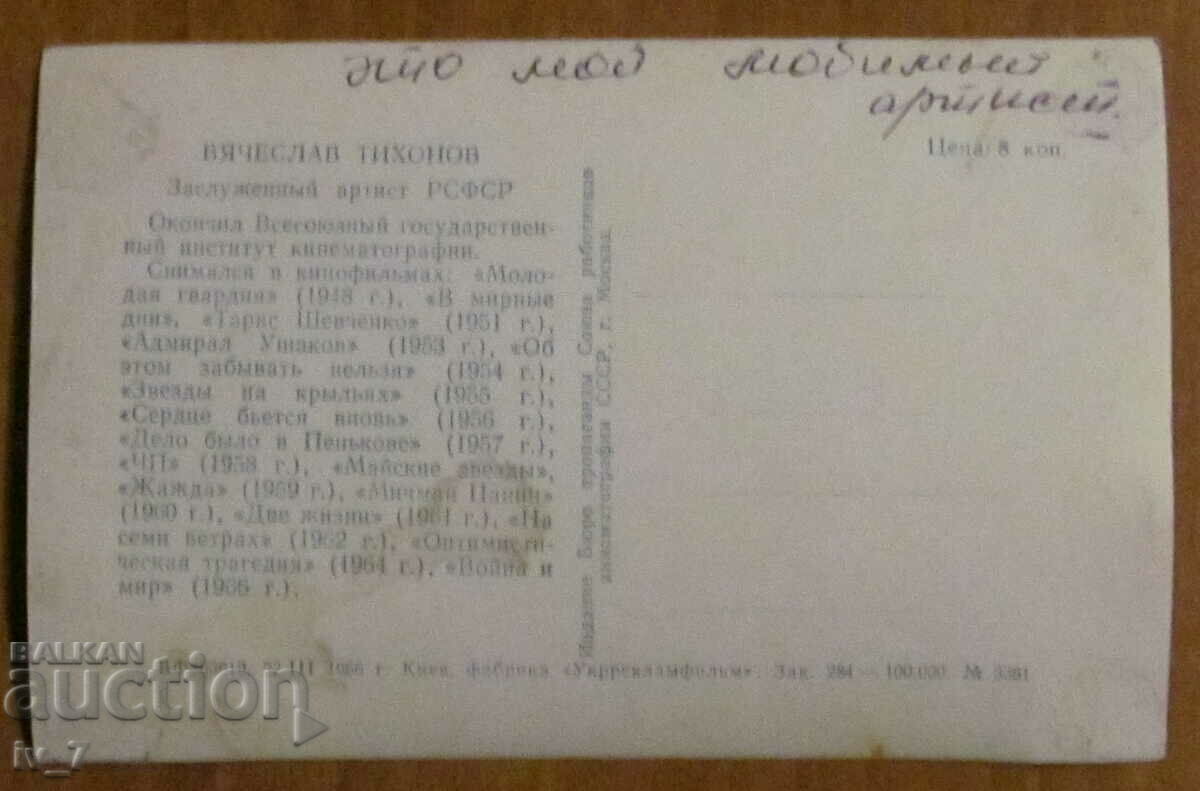 это мой любимый
артист.
Цена 8 коп.
ВЯЧЕСЛАВ ТИХОНОВ
Заслуженный артист РСФСР
Окончил Всесоюзный государствен-
ный институт кинематографии.
Снимался в кинофильмах: «Моло-
дая гвардия» (1948 г.), «В мирные
дни», «Тарас Шевченко» (1951 г.),
«Адмирал Ушаков» (1953 г.), «Об
этом забывать нельзя» (1954 г.),
«Звезды на крыльях» (1955 г.),
«Сердце бьется вновь» (1956 г.),
«Дело было в Пенькове» (1957 г.),
«ЧП» (1958 г.), «Майские звезды»,
«Жажда» (1959 г.), «Мичман Панин»
(1960 г.), «Две жизни» (1961 г.), «На
семи ветрах» (1962 г.), «Оптимисти-
ческая трагедия» (1964 г.), «Война и
мир» (1966 г.).
Издание Бюро пропаганды Союза работников
кинематографии СССР, г. Москва.
III 1966 г. Киев, фабрика «Укррекламфильм». Зак. 284 — 100.000. № 3361
BALKAN
auction
iv_7